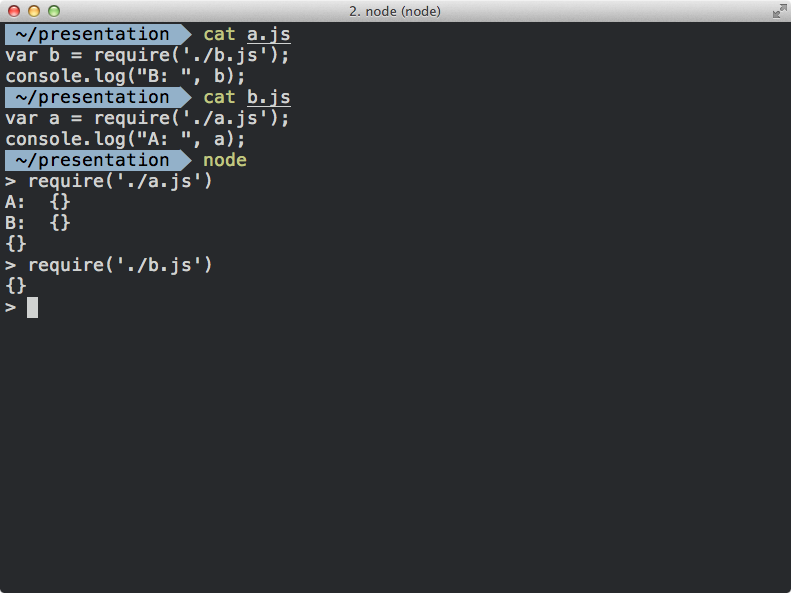 2. node (node)
~/presentation cat a.js
var b = require('./b.js');
console.log("B: ", b);
~/presentation cat b.js
var a = require('./a.js');
console.log("A: ", a);
~/presentation node
> require('./a.js')
A:  {}
B:  {}
{}
> require('./b.js')
{}
>